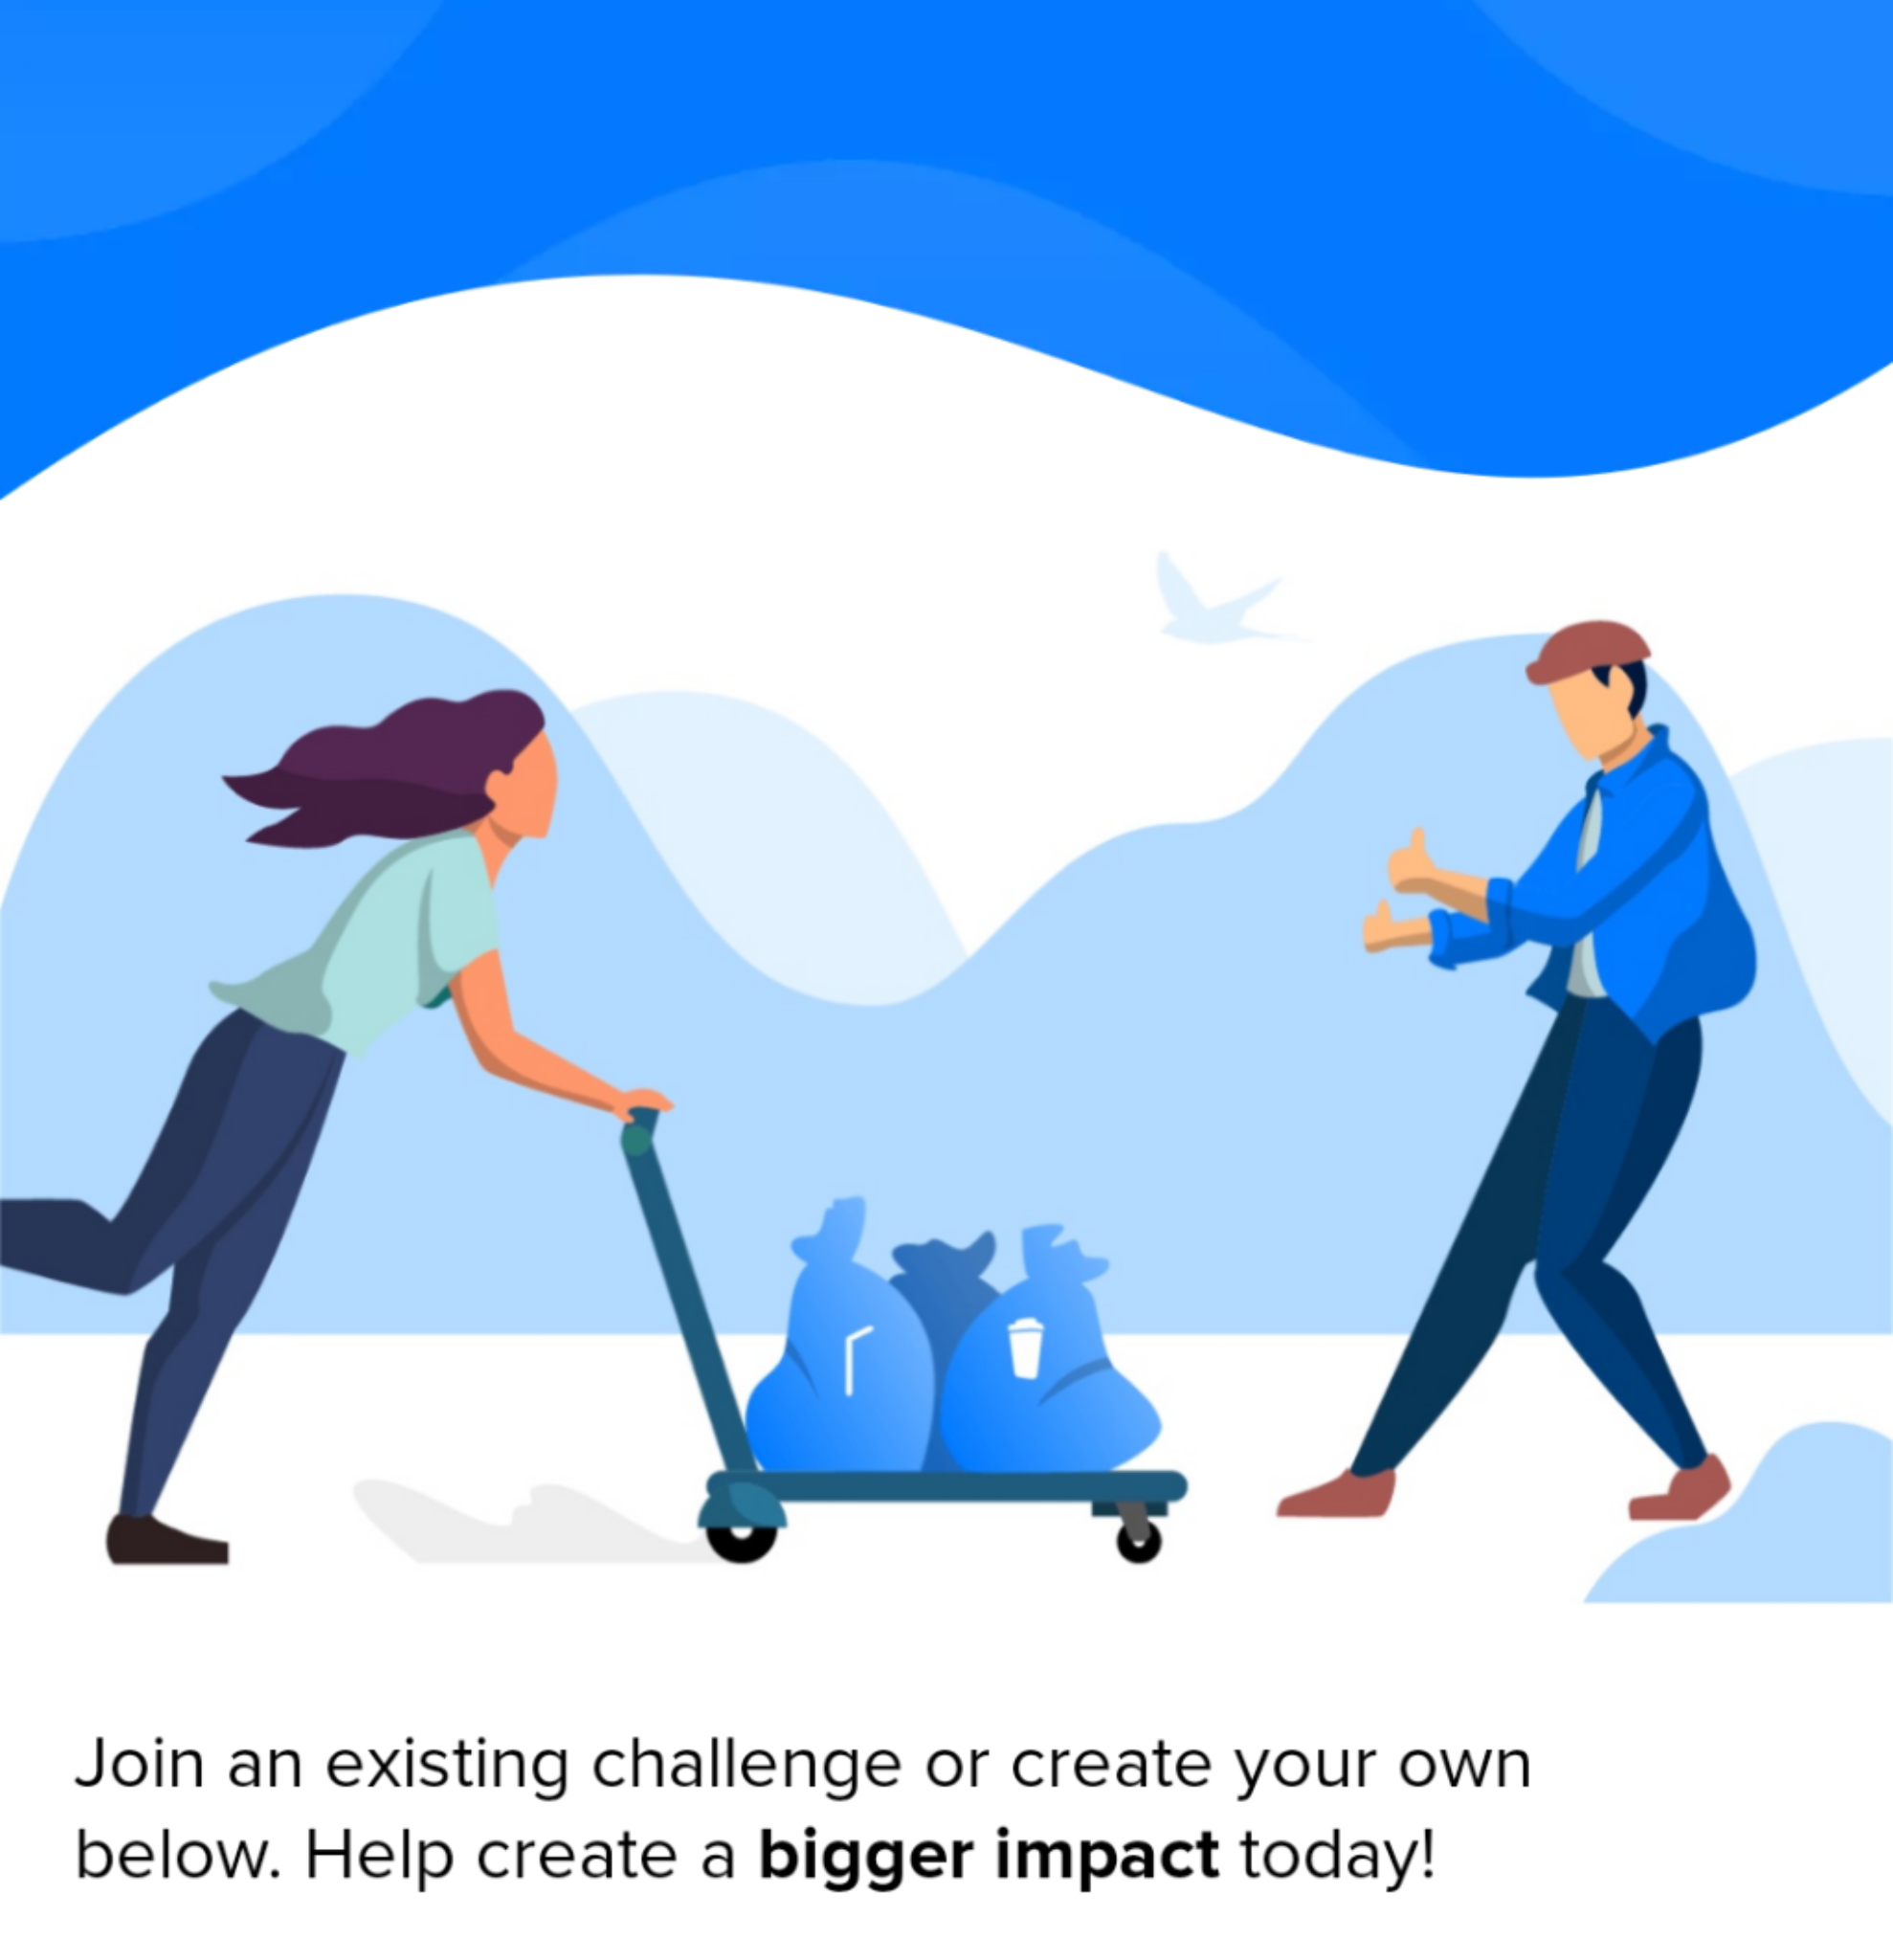 Join an existing challenge or create your own
below. Help create a bigger impact today!